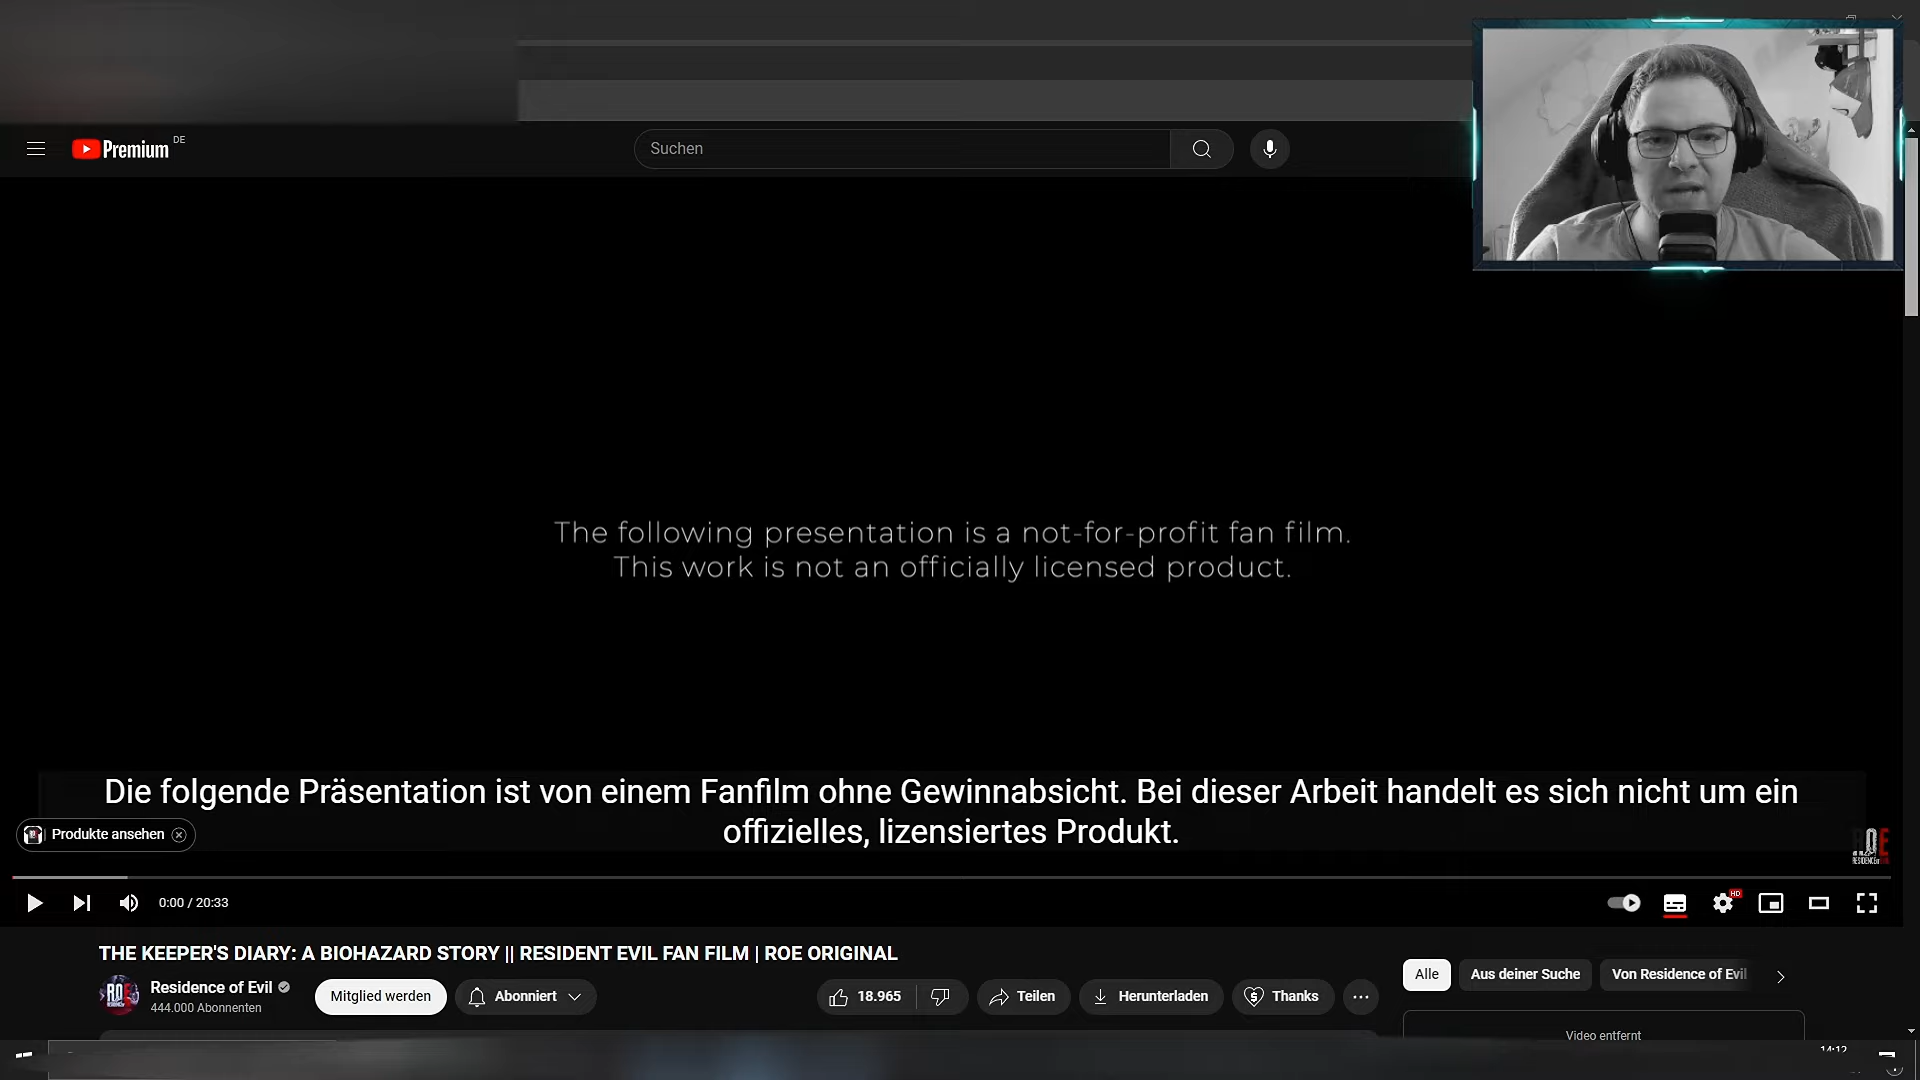 Premium DE
Suchen
The following presentation is a not-for-profit fan film.
This work is not an officially licensed product.
Die folgende Präsentation ist von einem Fanfilm ohne Gewinnabsicht. Bei dieser Arbeit handelt es sich nicht um ein
offizielles, lizensiertes Produkt.
Produkte ansehen
ROE
0:00 / 20:33
HD
THE KEEPER'S DIARY: A BIOHAZARD STORY || RESIDENT EVIL FAN FILM | ROE ORIGINAL
Residence of Evil
444.000 Abonnenten
Mitglied werden
Abonniert
18.965
Teilen
Herunterladen
Thanks
Alle
Aus deiner Suche
Von Residence of Evil
Video entfernt
14:12